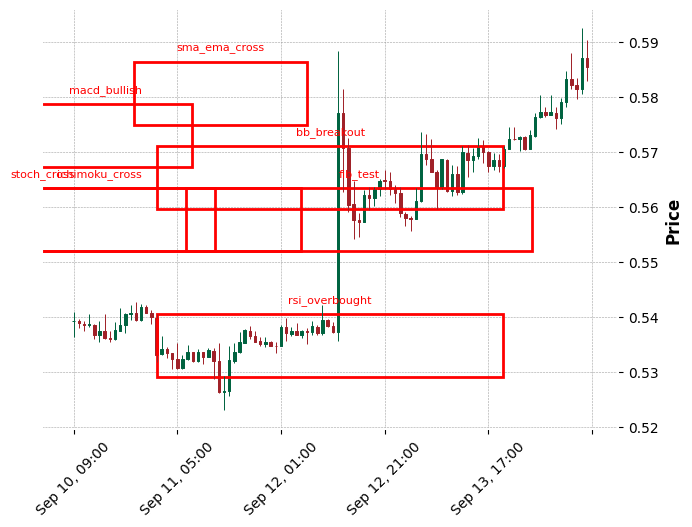 sma_ema_cross
macd_bullish
bb_breakout
stoch_cross
ichimoku_cross
fib_test
rsi_overbought
0.59
0.58
0.57
0.56
0.55
0.54
0.53
0.52
Price
Sep 10, 09:00
Sep 11, 05:00
Sep 12, 01:00
Sep 12, 21:00
Sep 13, 17:00